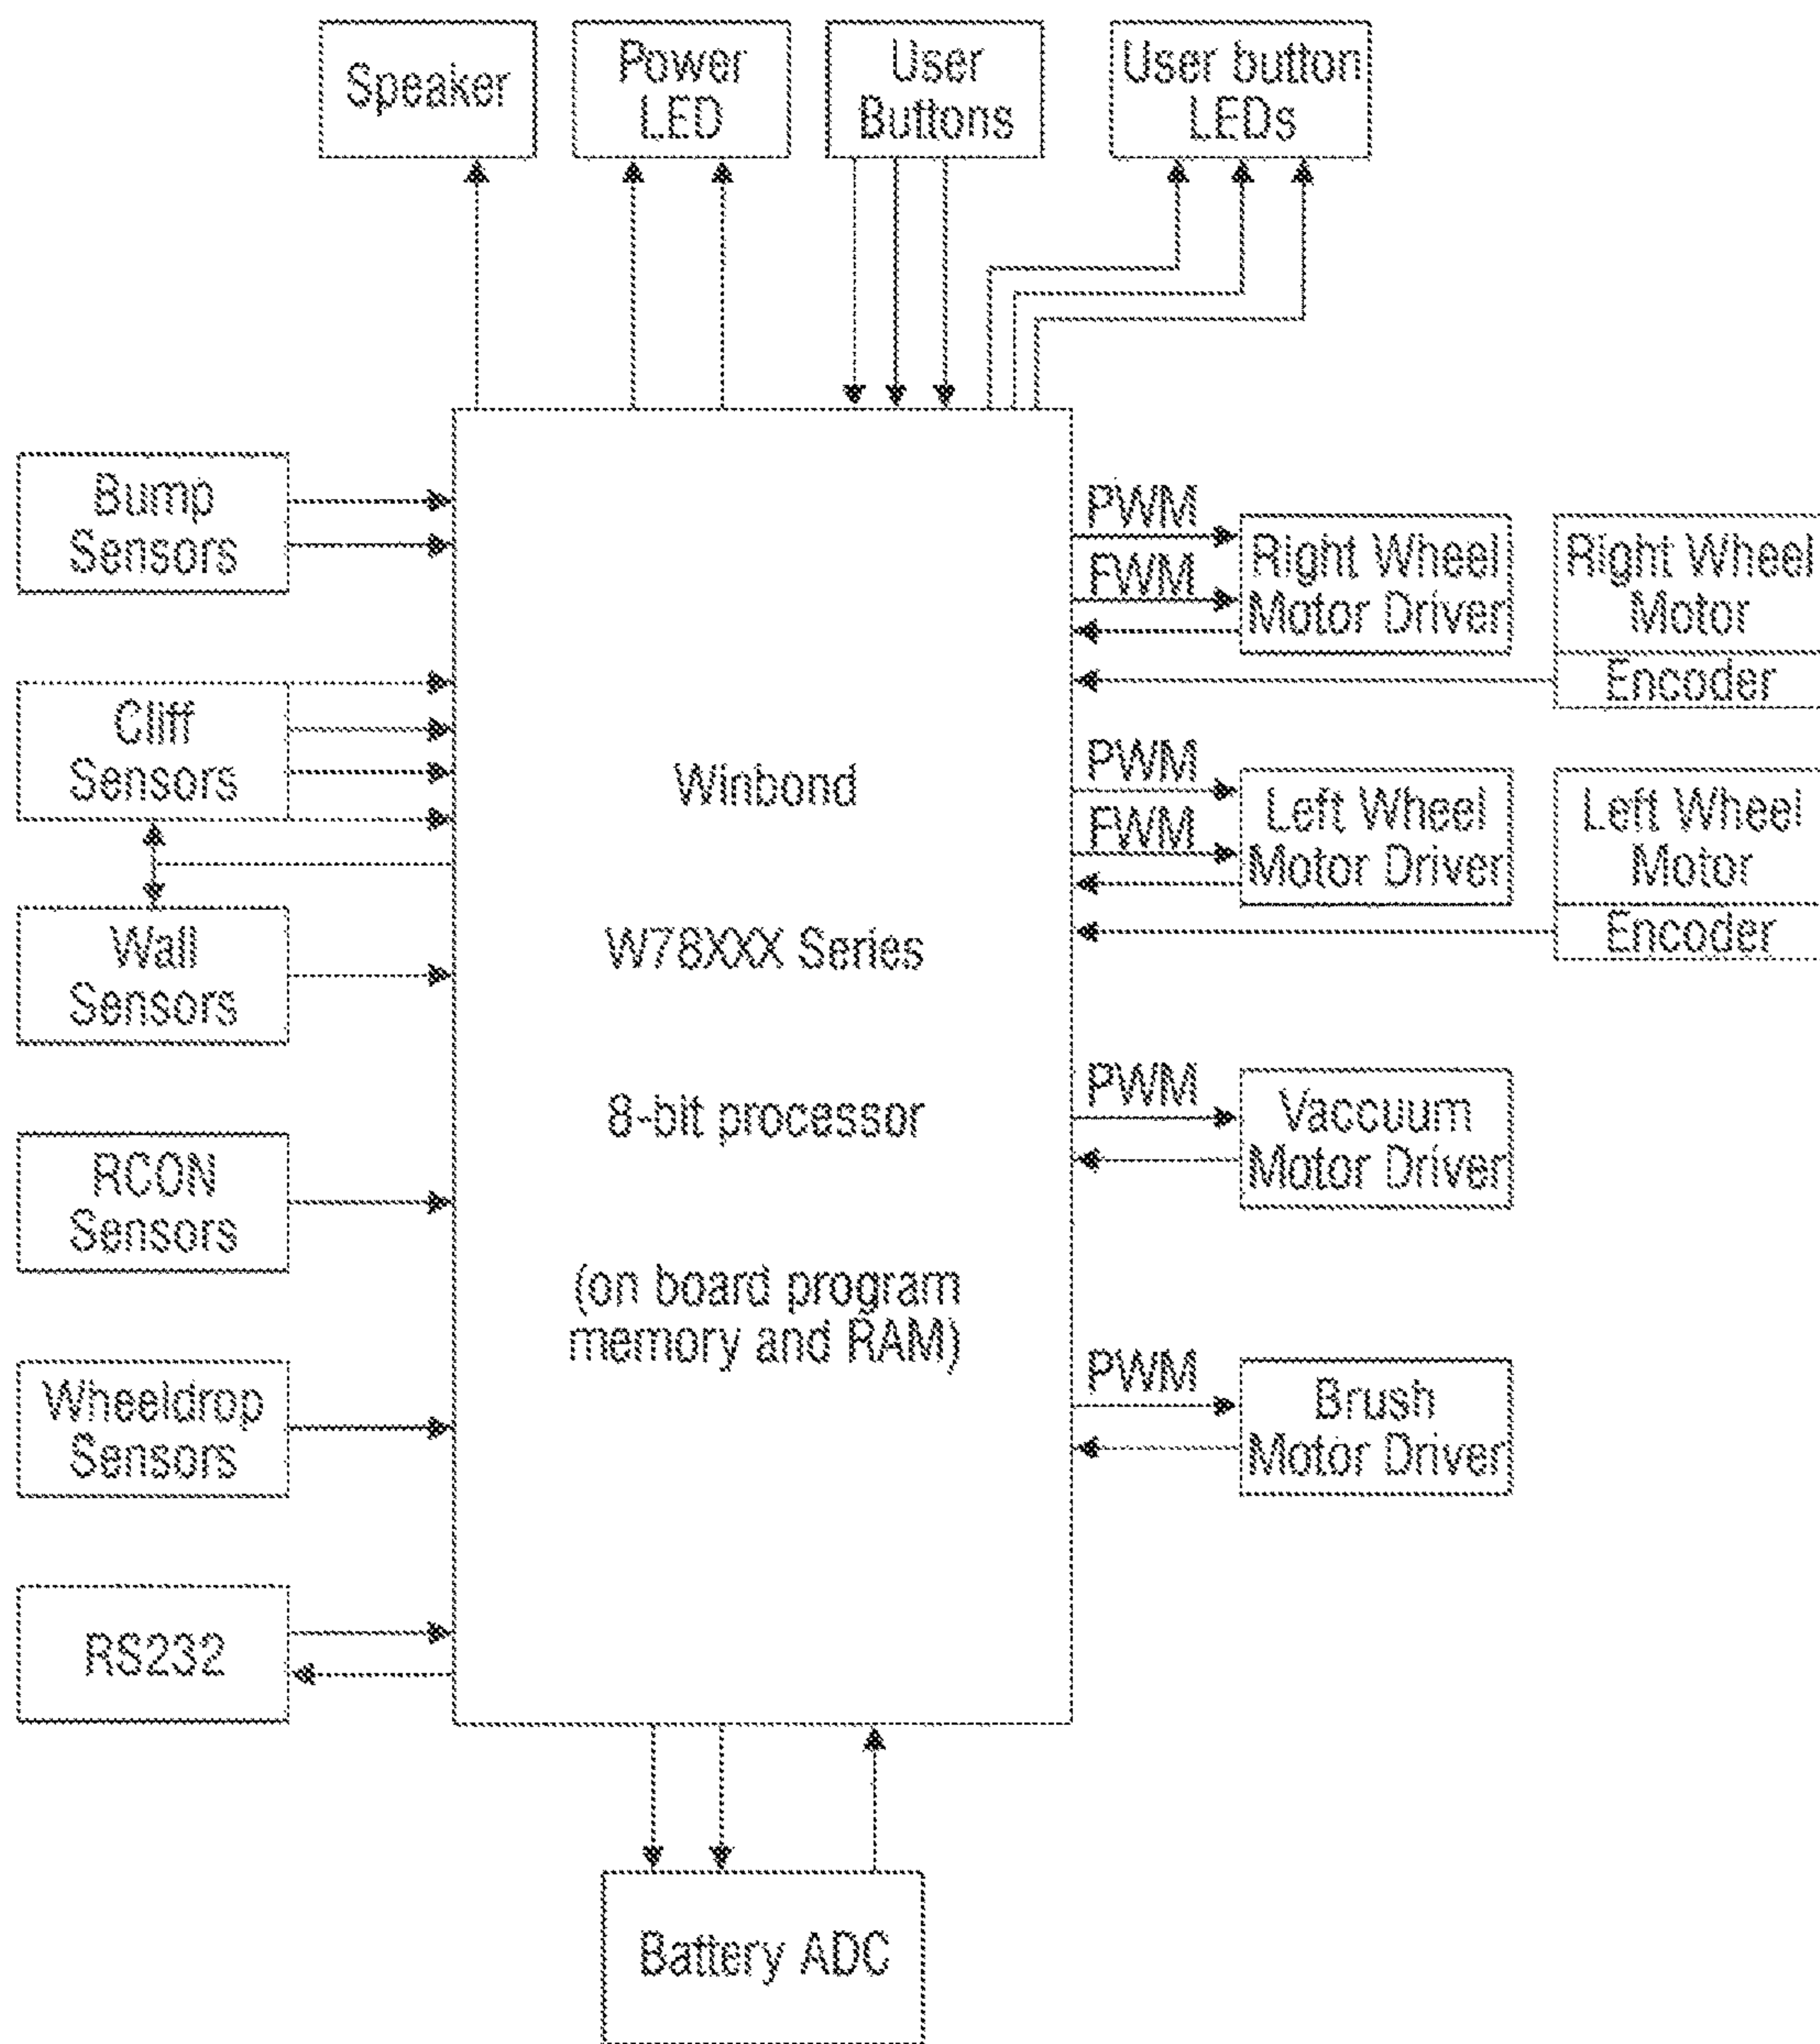 Speaker
Power
LED
User
Buttons
User button
LEDs
Bump
Sensors
Cliff
Sensors
Wall
Sensors
RCON
Sensors
Wheeldrop
Sensors
RS232
Winbond
W78XXX Series
8-bit processor
(on board program
memory and RAM)
PWM
FWM
Right Wheel
Motor Driver
Right Wheel
Motor
Encoder
PWM
FWM
Left Wheel
Motor Driver
Left Wheel
Motor
Encoder
PWM
Vaccuum
Motor Driver
PWM
Brush
Motor Driver
Battery ADC